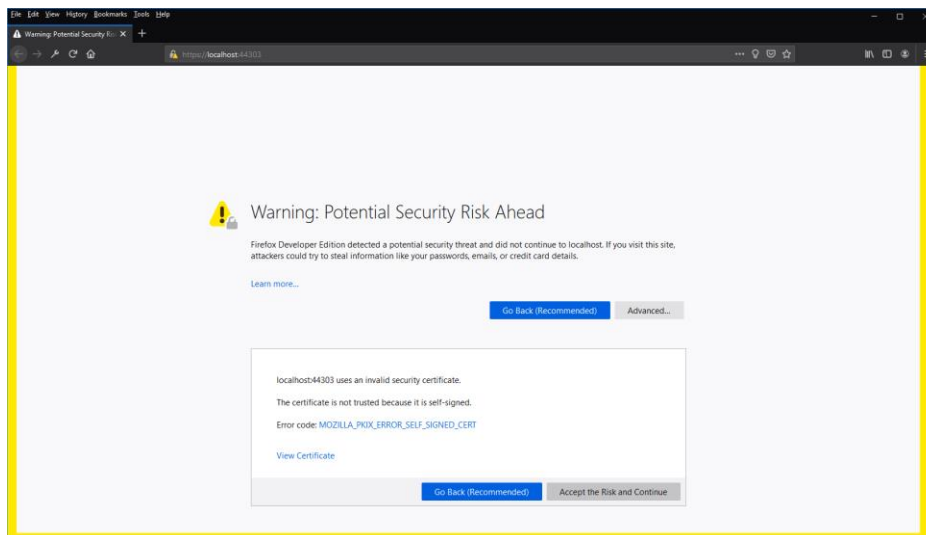 File Edit View History Bookmarks Tools Help
Warning: Potential Security Ris
https://localhost:44303
Warning: Potential Security Risk Ahead
Firefox Developer Edition detected a potential security threat and did not continue to localhost. If you visit this site,
attackers could try to steal information like your passwords, emails, or credit card details.
Learn more...
Go Back (Recommended) Advanced...
localhost:44303 uses an invalid security certificate.
The certificate is not trusted because it is self-signed.
Error code: MOZILLA_PKIX_ERROR_SELF_SIGNED_CERT
View Certificate
Go Back (Recommended) Accept the Risk and Continue